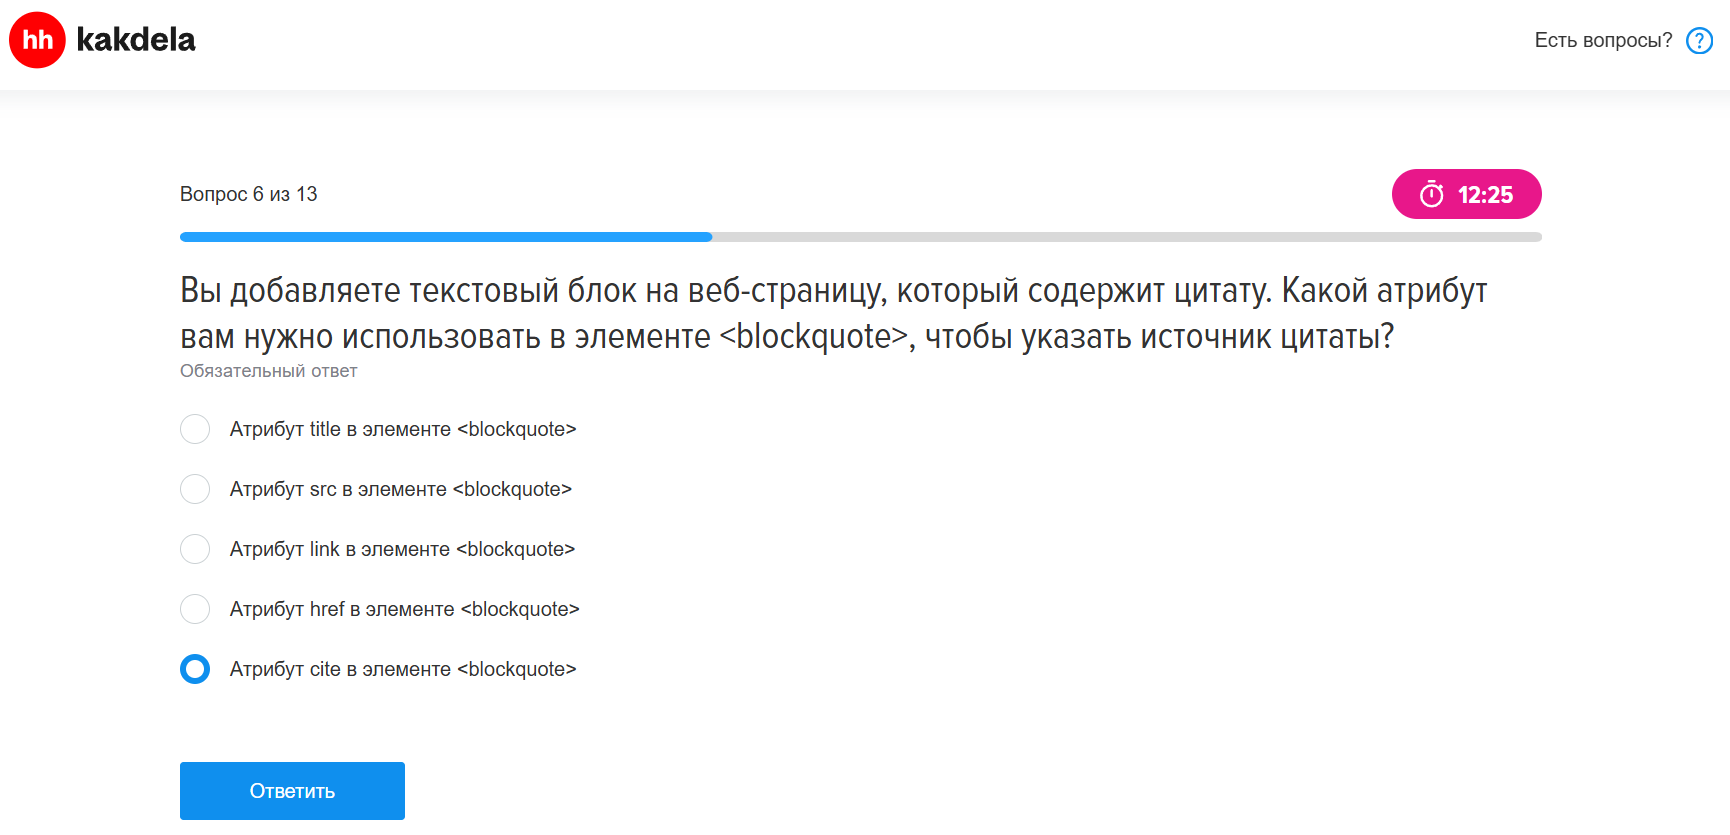 hh kakdela
Есть вопросы? ?
Вопрос 6 из 13
12:25
Вы добавляете текстовый блок на веб-страницу, который содержит цитату. Какой атрибут
вам нужно использовать в элементе <blockquote>, чтобы указать источник цитаты?
Обязательный ответ
Атрибут title в элементе <blockquote>
Атрибут src в элементе <blockquote>
Атрибут link в элементе <blockquote>
Атрибут href в элементе <blockquote>
Атрибут cite в элементе <blockquote>
Ответить